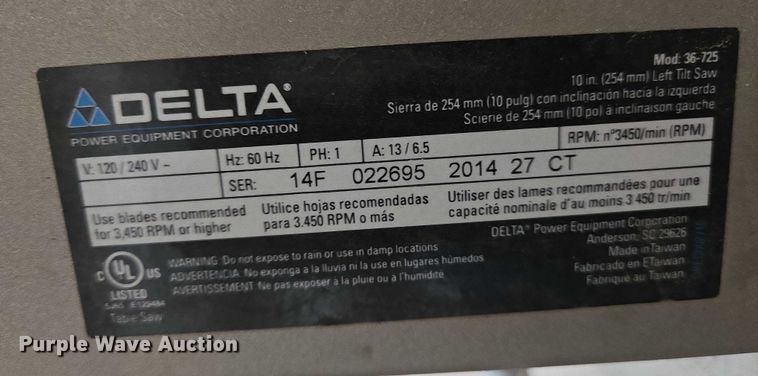 DELTA®
POWER EQUIPMENT CORPORATION
Mod: 36-725
10 in. (254 mm) Left Tilt Saw
Sierra de 254 mm (10 pulg) con inclinación hacia la izquierda
Scierie de 254 mm (10 po) à inclinaison gauche
V: 120 / 240 V ~
Hz: 60 Hz
PH: 1
A: 13 / 6.5
RPM: n°3450/min (RPM)
SER: 14F 022695 2014 27 CT
Use blades recommended
for 3,450 RPM or higher
Utilice hojas recomendadas
para 3.450 RPM o más
Utiliser des lames recommandées pour une
capacité nominale d'au moins 3 450 tr/min
C UL US
LISTED
Table Saw
WARNING: Do not expose to rain or use in damp locations
ADVERTENCIA: No exponga a la lluvia ni la use en lugares húmedos
AVERTISSEMENT: Ne pas exposer à la pluie ou à l'humidité
DELTA® Power Equipment Corporation
Anderson, SC 29626
Made in Taiwan
Fabricado en ETaiwan
Fabriqué au Taiwan
Purple Wave Auction